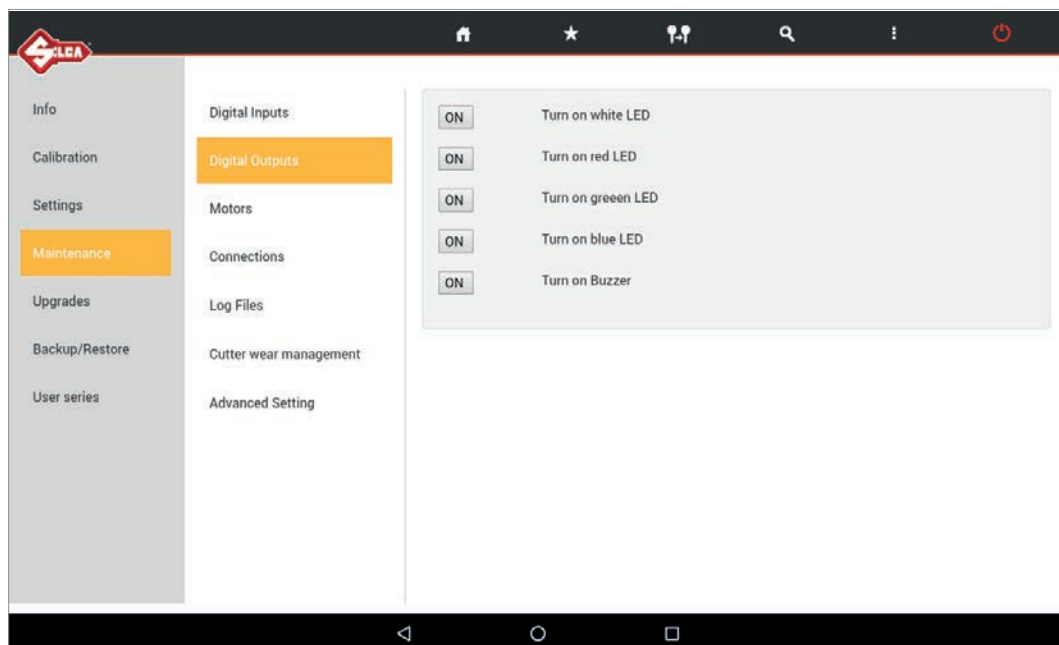 SILCA
Info
Calibration
Settings
Maintenance
Upgrades
Backup/Restore
User series
Digital Inputs
Digital Outputs
Motors
Connections
Log Files
Cutter wear management
Advanced Setting
ON Turn on white LED
ON Turn on red LED
ON Turn on greeen LED
ON Turn on blue LED
ON Turn on Buzzer